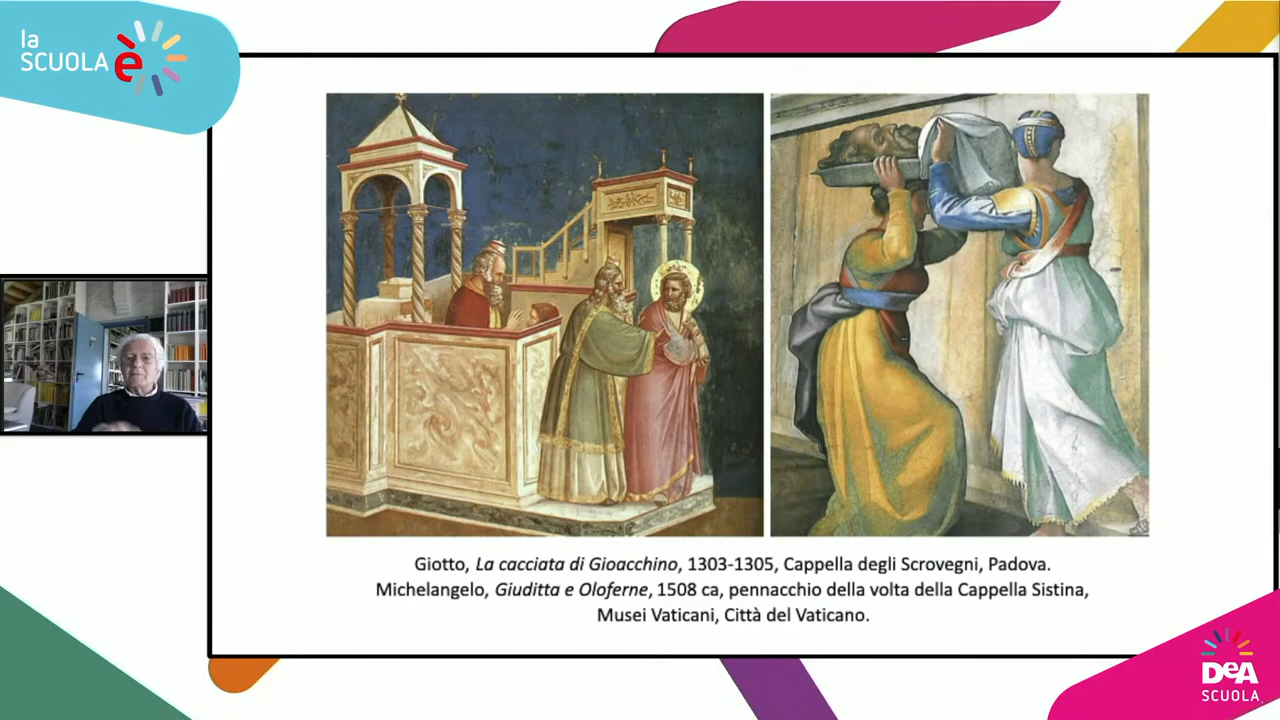 la
SCUOLA è
Giotto, La cacciata di Gioacchino, 1303-1305, Cappella degli Scrovegni, Padova.
Michelangelo, Giuditta e Oloferne, 1508 ca, pennacchio della volta della Cappella Sistina,
Musei Vaticani, Città del Vaticano.
DeA
SCUOLA.